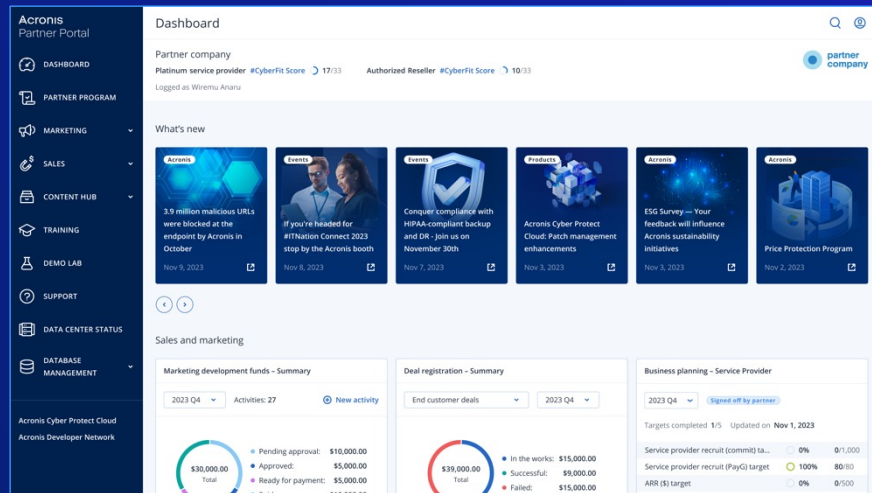 Acronis
Partner Portal
DASHBOARD
PARTNER PROGRAM
MARKETING
SALES
CONTENT HUB
TRAINING
DEMO LAB
SUPPORT
DATA CENTER STATUS
DATABASE
MANAGEMENT
Acronis Cyber Protect Cloud
Acronis Developer Network
Dashboard
Partner company
Platinum service provider #CyberFit Score 17/33 Authorized Reseller #CyberFit Score 10/33
Logged as Wiremu Anaru
partner
company
What's new
Acronis
3.9 million malicious URLs
were blocked at the
endpoint by Acronis in
October
Nov 9, 2023
Events
If you're headed for
#ITNation Connect 2023
stop by the Acronis booth
Nov 8, 2023
Events
Conquer compliance with
HIPAA-compliant backup
and DR - Join us on
November 30th
Nov 7, 2023
Products
Acronis Cyber Protect
Cloud: Patch management
enhancements
Nov 3, 2023
Acronis
ESG Survey — Your
feedback will influence
Acronis sustainability
initiatives
Nov 3, 2023
Acronis
Price Protection Program
Nov 2, 2023
Sales and marketing
Marketing development funds – Summary
2023 Q4 Activities: 27 New activity
$30,000.00
Total
Pending approval: $10,000.00
Approved: $5,000.00
Ready for payment: $5,000.00
Deal registration – Summary
End customer deals 2023 Q4
$39,000.00
Total
In the works: $15,000.00
Successful: $9,000.00
Failed: $15,000.00
Business planning – Service Provider
2023 Q4 Signed off by partner
Targets completed 1/5 Updated on Nov 1, 2023
Service provider recruit (commit) ta... 0% 0/1,000
Service provider recruit (PayG) target 100% 80/80
ARR ($) target 0% 0/500